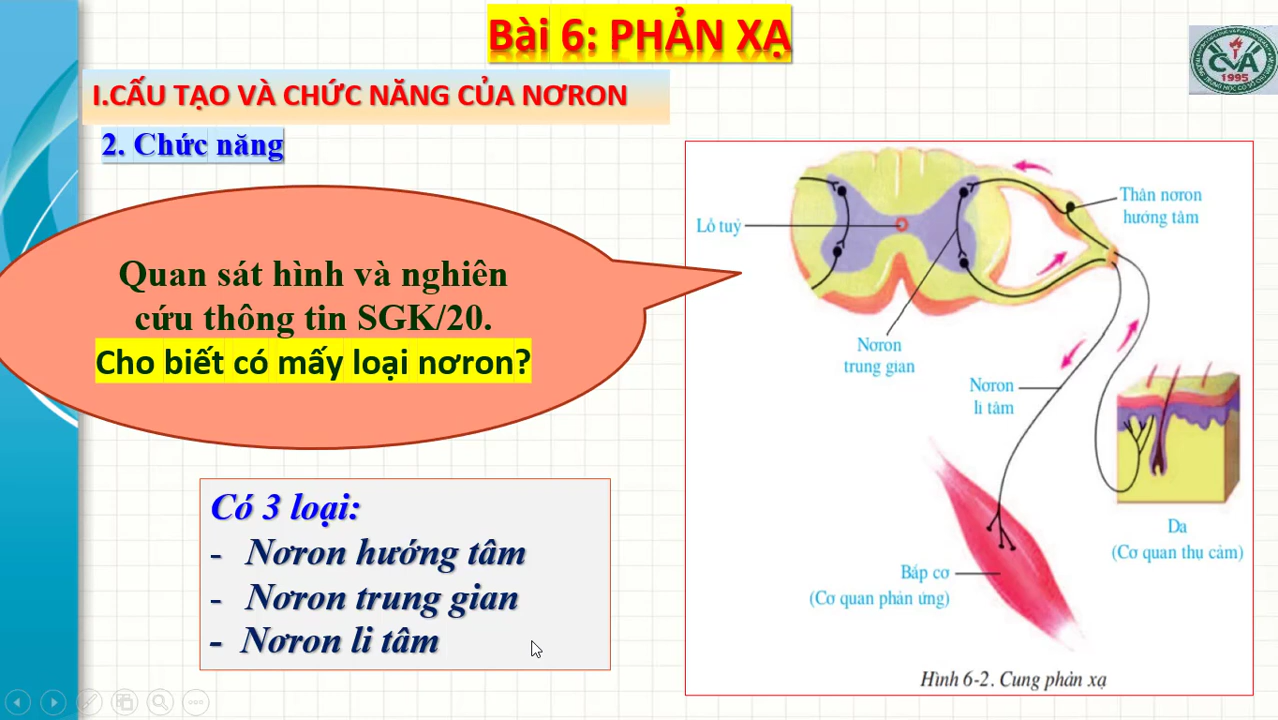 Bài 6: PHẢN XẠ
CVA
1995
I.CẤU TẠO VÀ CHỨC NĂNG CỦA NƠRON
2. Chức năng
Quan sát hình và nghiên
cứu thông tin SGK/20.
Cho biết có mấy loại nơron?
Có 3 loại:
- Nơron hướng tâm
- Nơron trung gian
- Nơron li tâm
Thân nơron
hướng tâm
Lỗ tuỷ
Nơron
trung gian
Nơron
li tâm
Da
(Cơ quan thụ cảm)
Bắp cơ
(Cơ quan phản ứng)
Hình 6-2. Cung phản xạ